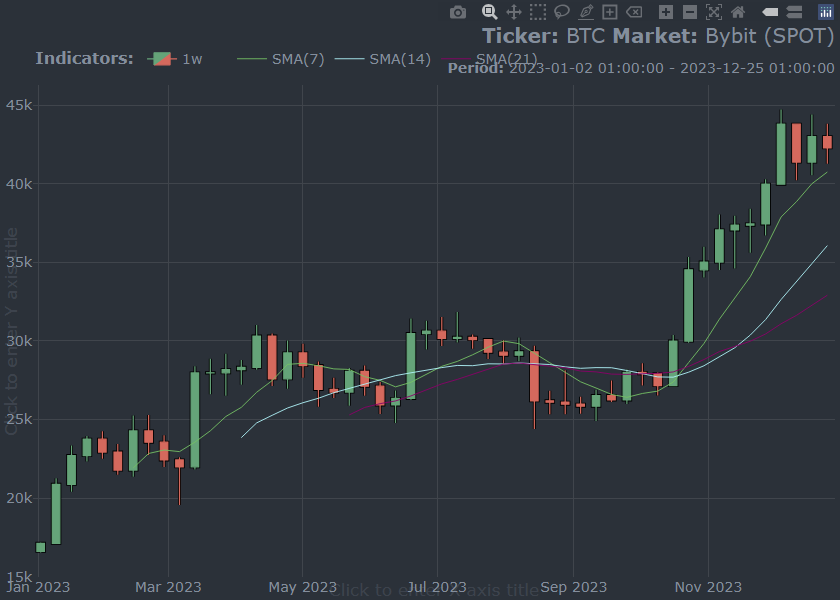 Ticker: BTC Market: Bybit (SPOT)
Indicators: 1w SMA(7) SMA(14) SMA(21)
Period: 2023-01-02 01:00:00 - 2023-12-25 01:00:00
45k
40k
35k
30k
25k
20k
15k
Click to enter Y axis title
Jan 2023 Mar 2023 May 2023 Jul 2023 Sep 2023 Nov 2023
Click to enter X axis title